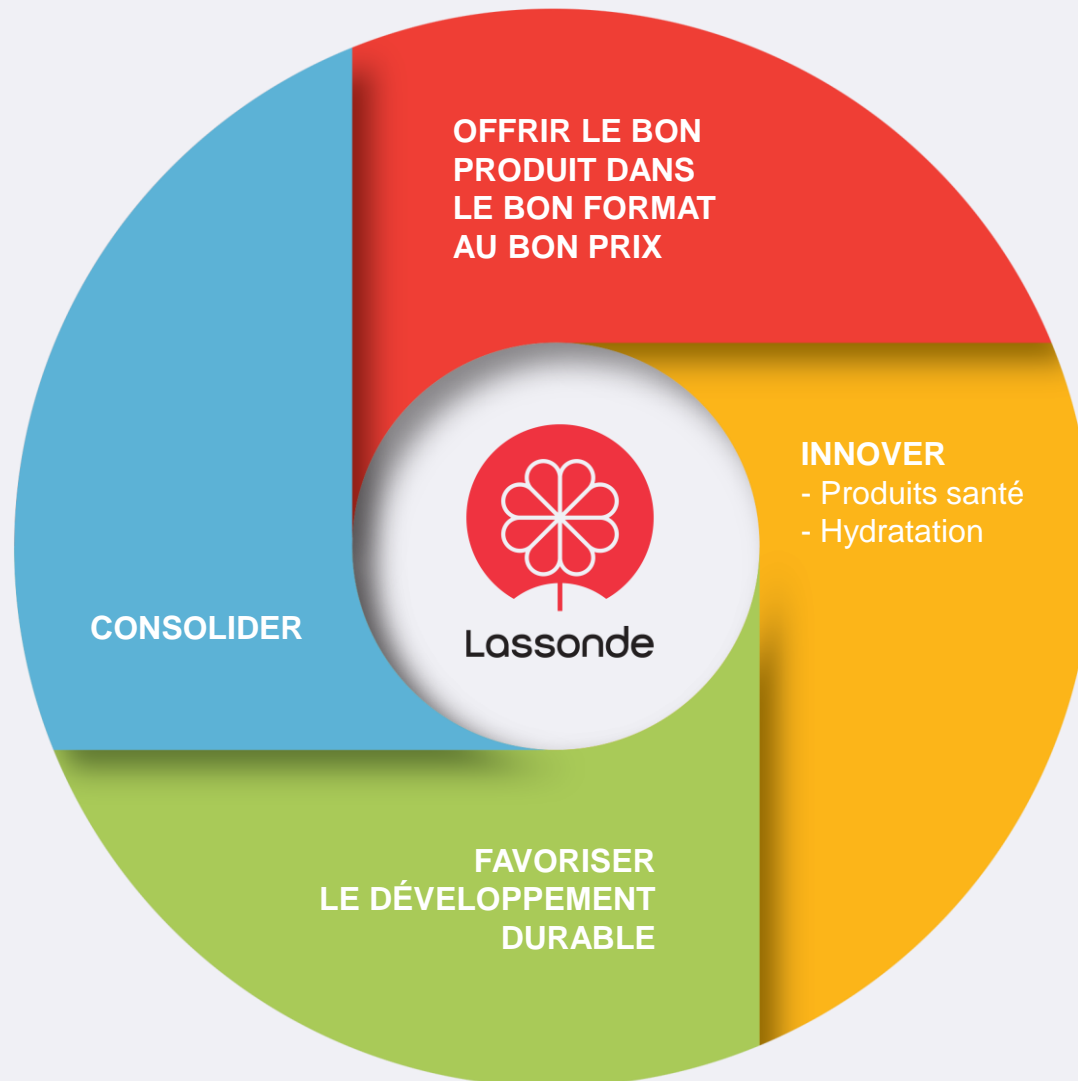 OFFRIR LE BON
PRODUIT DANS
LE BON FORMAT
AU BON PRIX
INNOVER
- Produits santé
- Hydratation
Lassonde
CONSOLIDER
FAVORISER
LE DÉVELOPPEMENT
DURABLE